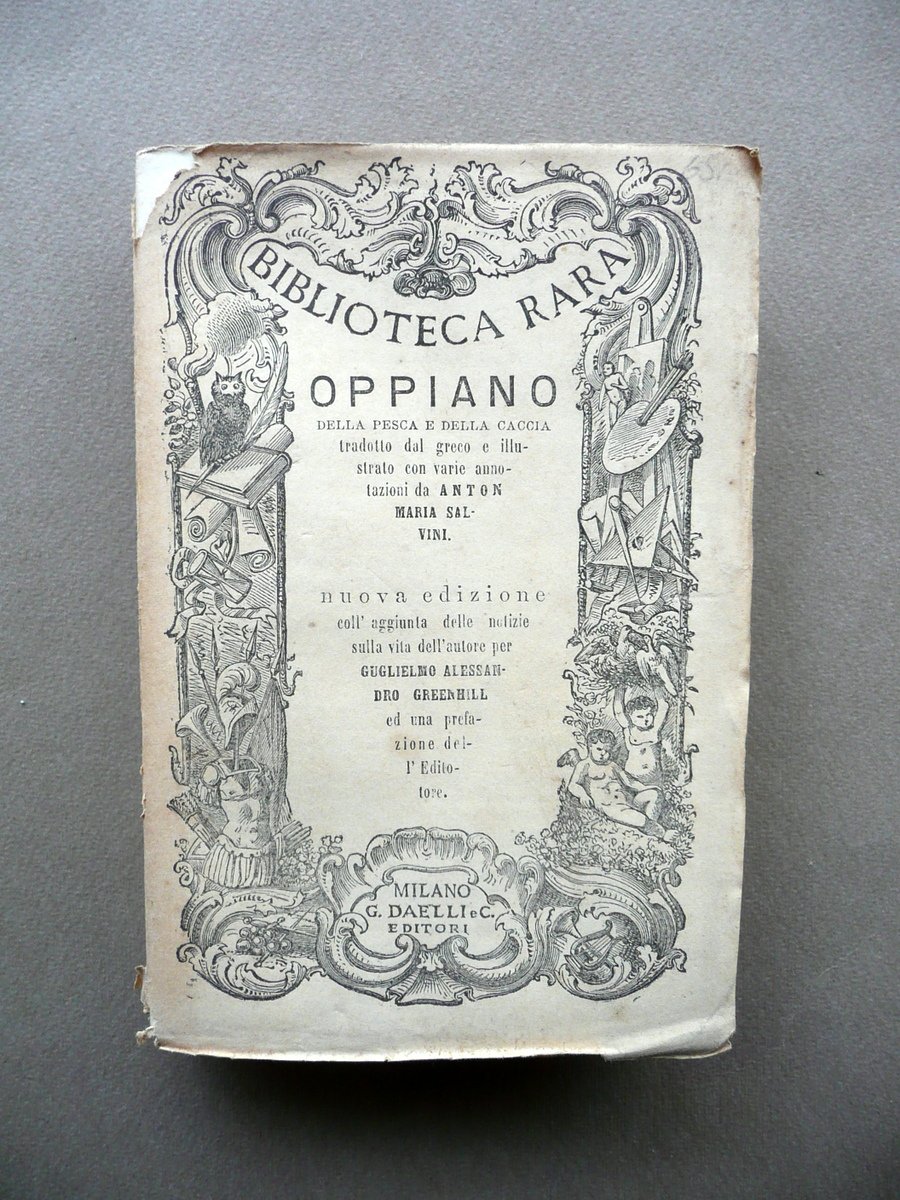 BIBLIOTECA RARA
OPPIANO
DELLA PESCA E DELLA CACCIA
tradotto dal greco e illu-
strato con varie anno-
tazioni da ANTON
MARIA SAL-
VINI.
nuova edizione
coll' aggiunta delle notizie
sulla vita dell'autore per
GUGLIELMO ALESSAN-
DRO GREENHILL
ed una prefa-
zione del-
l' Edito-
tore.
MILANO
G. DAELLI e C.
EDITORI